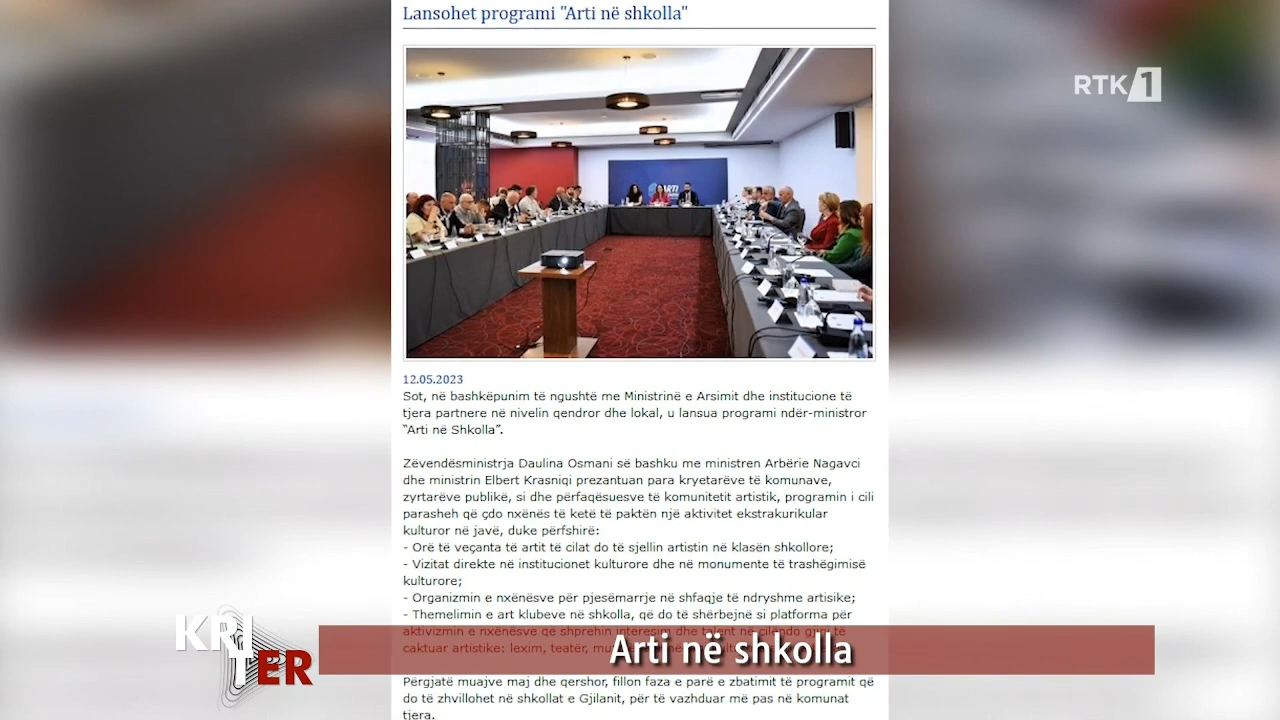 Lansohet programi "Arti në shkolla"
RTK 1
ARTI
12.05.2023
Sot, në bashkëpunim të ngushtë me Ministrinë e Arsimit dhe institucione të
tjera partnere në nivelin qendror dhe lokal, u lansua programi ndër-ministror
"Arti në Shkolla".
Zëvendësministrja Daulina Osmani së bashku me ministren Arbërie Nagavci
dhe ministrin Elbert Krasniqi prezantuan para kryetarëve të komunave,
zyrtarëve publikë, si dhe përfaqësuesve të komunitetit artistik, programin i cili
parasheh që çdo nxënës të ketë të paktën një aktivitet ekstrakurikular
kulturor në javë, duke përfshirë:
- Orë të veçanta të artit të cilat do të sjellin artistin në klasën shkollore;
- Vizitat direkte në institucionet kulturore dhe në monumente të trashëgimisë
kulturore;
- Organizmin e nxënësve për pjesëmarrje në shfaqje të ndryshme artisike;
- Themelimin e art klubeve në shkolla, që do të shërbejnë si platforma për
aktivizmin e nxënësve që shprehin interesim dhe talent në cilëndo gjini të
caktuar artistike: lexim, teatër,
KRITER
Arti në shkolla
Përgjatë muajve maj dhe qershor, fillon faza e parë e zbatimit të programit që
do të zhvillohet në shkollat e Gjilanit, për të vazhduar më pas në komunat
tjera.